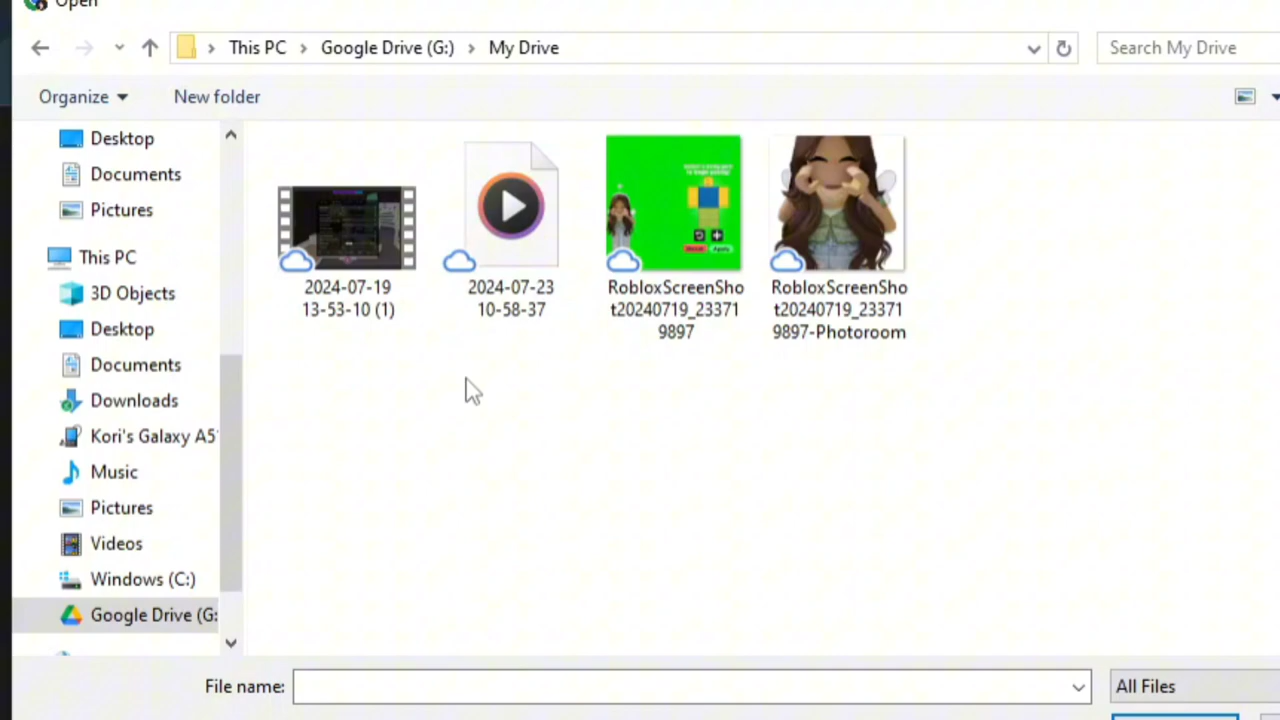 Open
This PC > Google Drive (G:) > My Drive
Search My Drive
Organize
New folder
Desktop
Documents
Pictures
This PC
3D Objects
Desktop
Documents
Downloads
Kori's Galaxy A5
Music
Pictures
Videos
Windows (C:)
Google Drive (G:
2024-07-19
13-53-10 (1)
2024-07-23
10-58-37
RobloxScreenSho
t20240719_23371
9897
RobloxScreenSho
t20240719_23371
9897-Photoroom
File name:
All Files